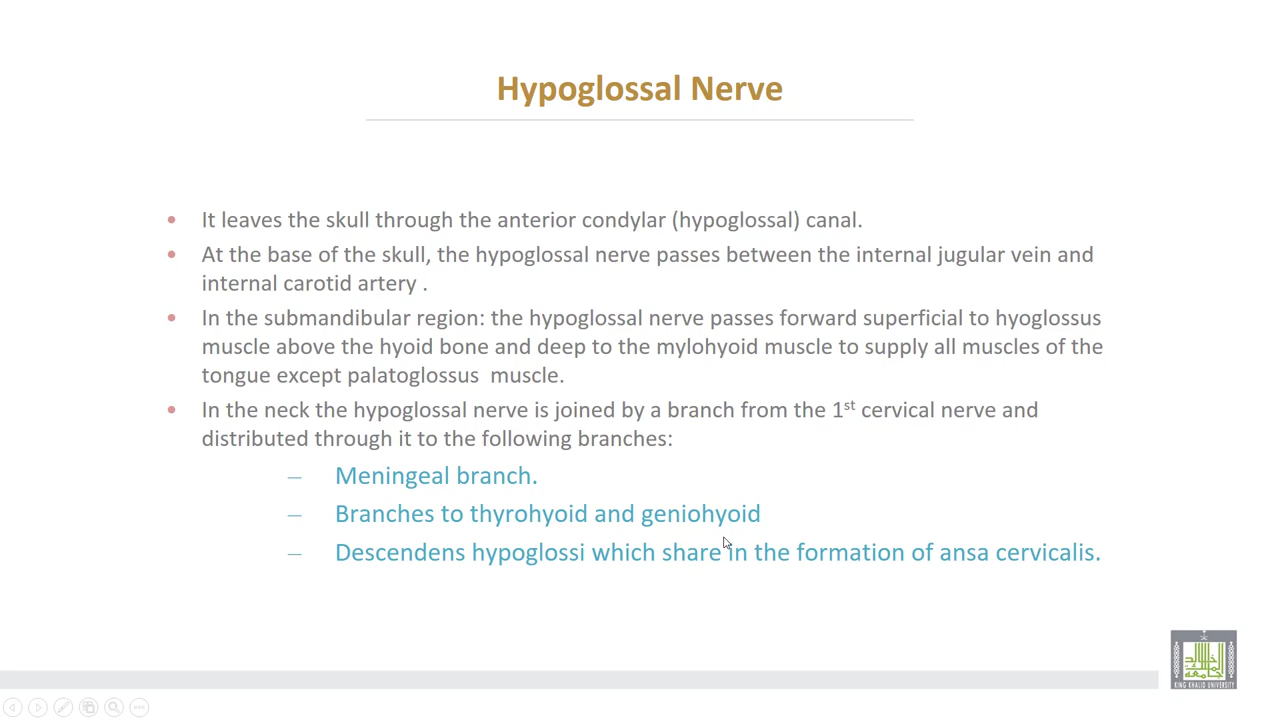 Hypoglossal Nerve
• It leaves the skull through the anterior condylar (hypoglossal) canal.
• At the base of the skull, the hypoglossal nerve passes between the internal jugular vein and
internal carotid artery .
• In the submandibular region: the hypoglossal nerve passes forward superficial to hyoglossus
muscle above the hyoid bone and deep to the mylohyoid muscle to supply all muscles of the
tongue except palatoglossus  muscle.
• In the neck the hypoglossal nerve is joined by a branch from the 1st cervical nerve and
distributed through it to the following branches:
– Meningeal branch.
– Branches to thyrohyoid and geniohyoid
– Descendens hypoglossi which share in the formation of ansa cervicalis.
KING KHALID UNIVERSITY